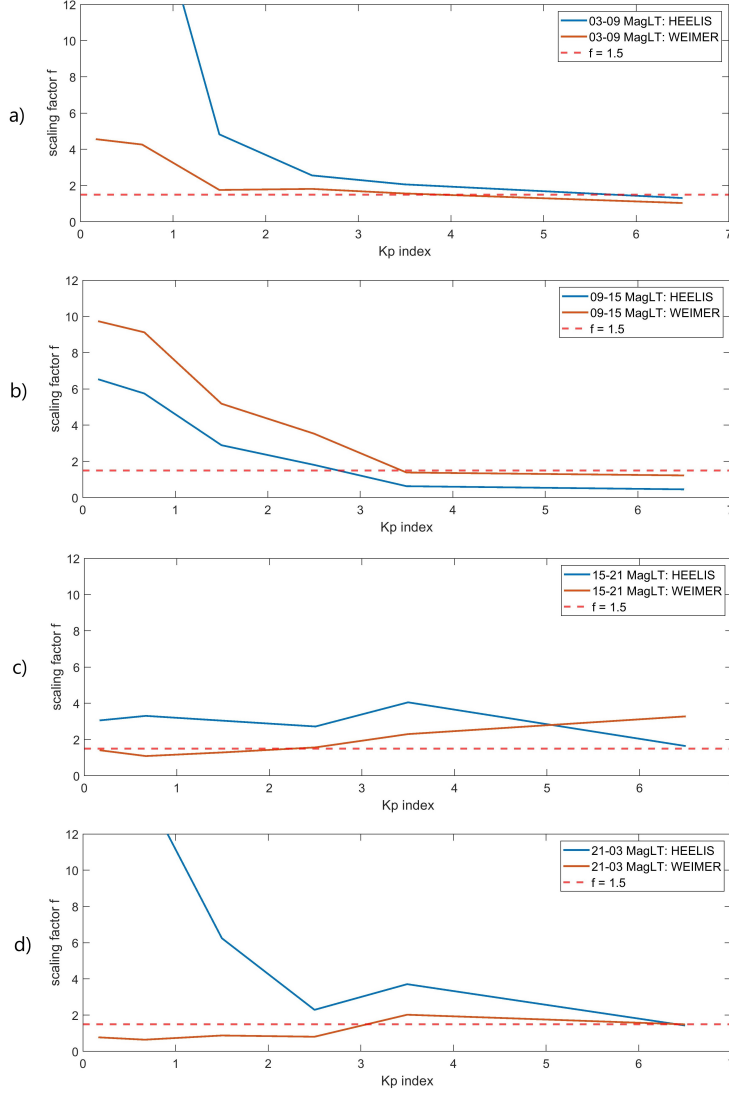 12
10
8
6
4
2
0
scaling factor f
03-09 MagLT: HEELIS
03-09 MagLT: WEIMER
f = 1.5
a)
0 1 2 3 4 5 6 7
Kp index
12
10
8
6
4
2
0
scaling factor f
09-15 MagLT: HEELIS
09-15 MagLT: WEIMER
f = 1.5
b)
0 1 2 3 4 5 6 7
Kp index
12
10
8
6
4
2
0
scaling factor f
15-21 MagLT: HEELIS
15-21 MagLT: WEIMER
f = 1.5
c)
0 1 2 3 4 5 6
Kp index
12
10
8
6
4
2
0
scaling factor f
21-03 MagLT: HEELIS
21-03 MagLT: WEIMER
f = 1.5
d)
0 1 2 3 4 5 6 7
Kp index